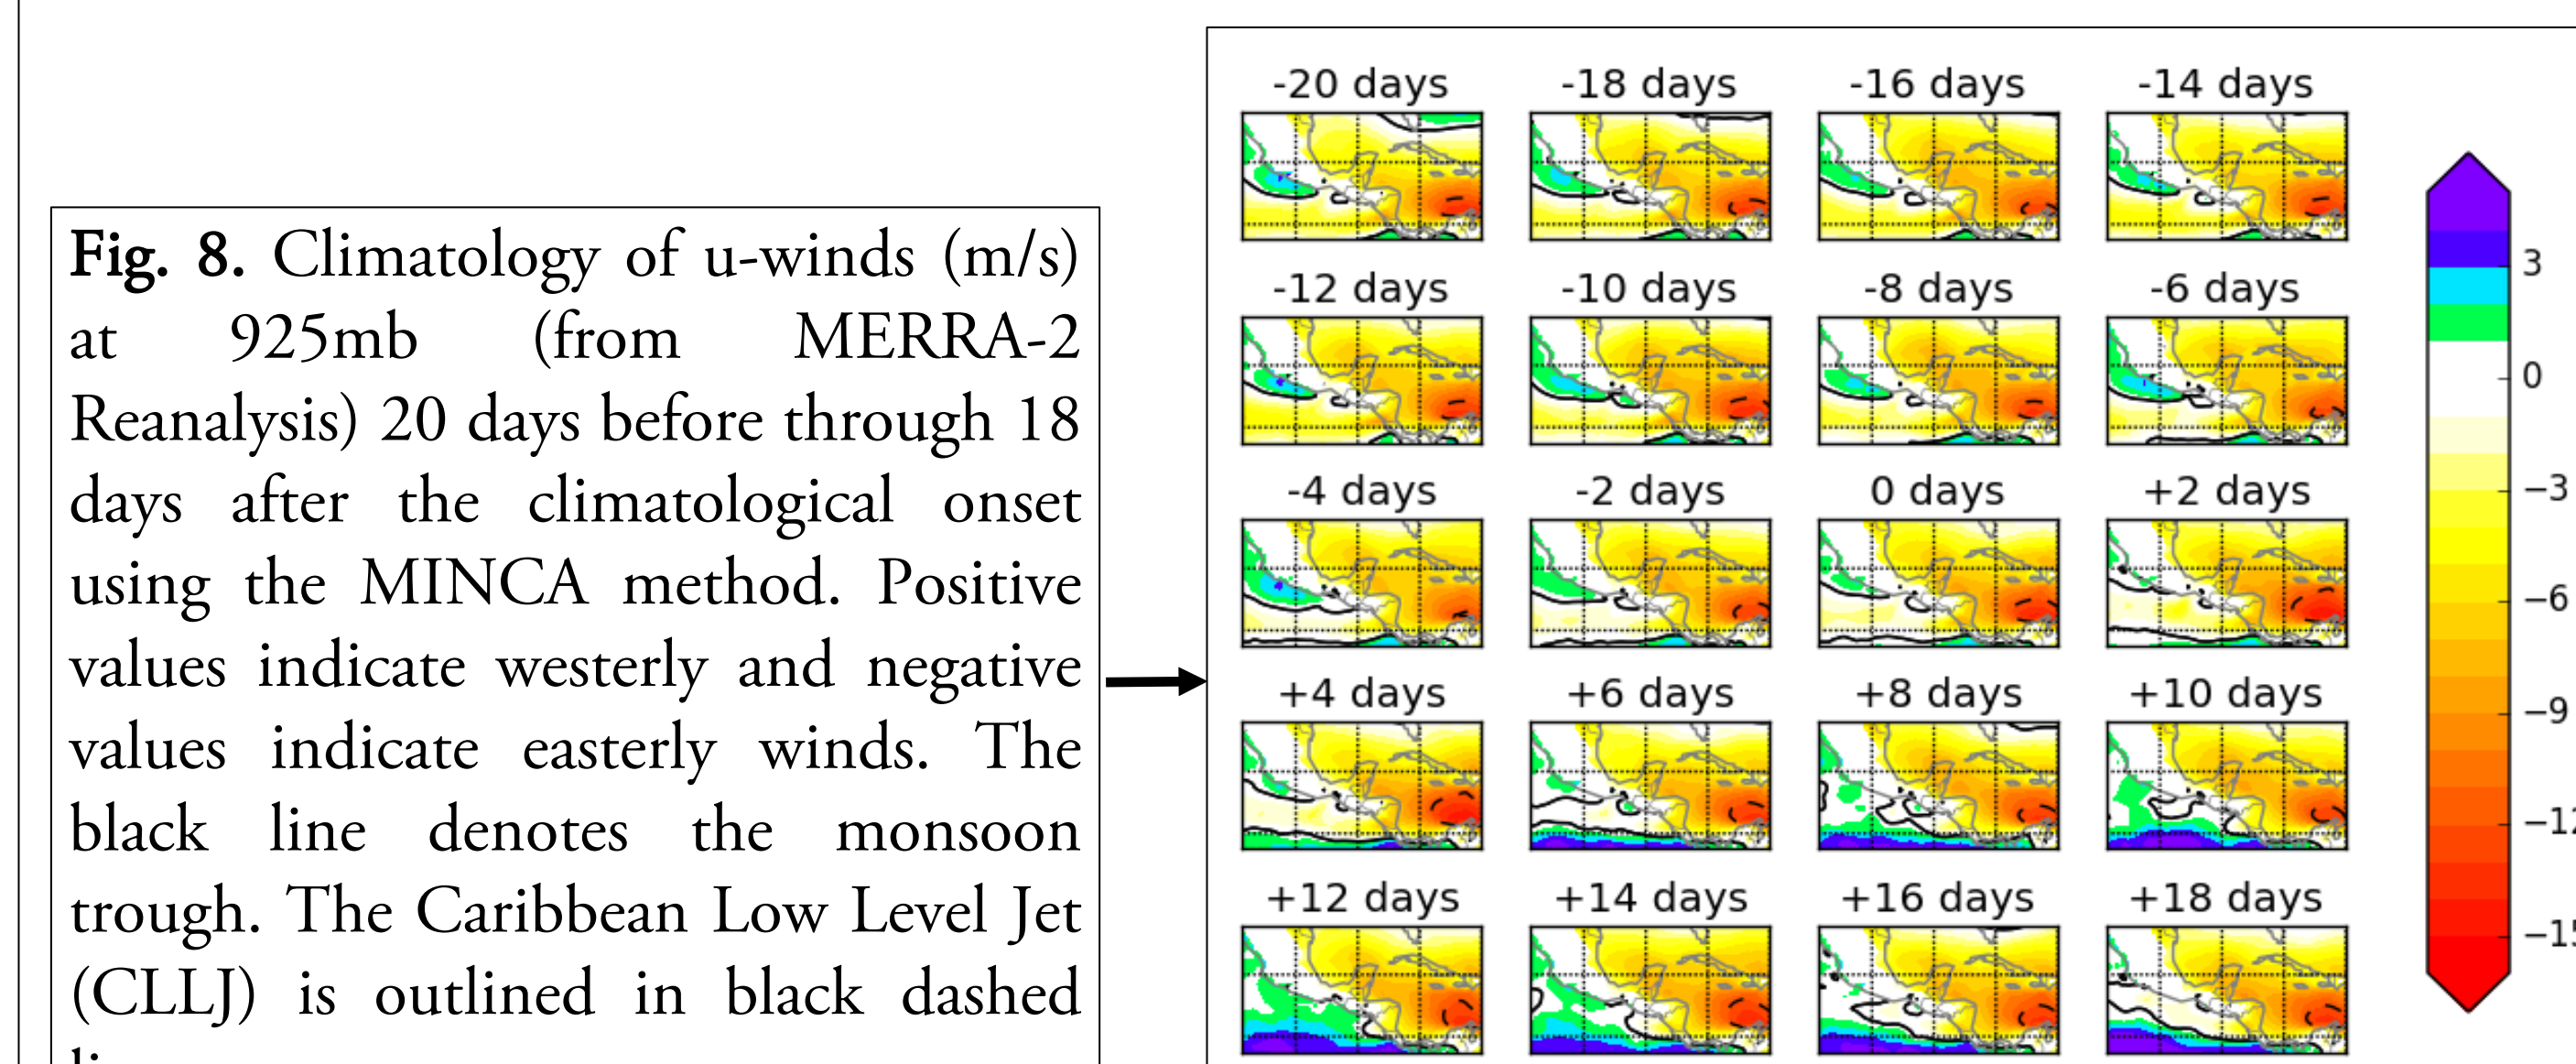 Fig. 8. Climatology of u-winds (m/s)
at 925mb (from MERRA-2
Reanalysis) 20 days before through 18
days after the climatological onset
using the MINCA method. Positive
values indicate westerly and negative
values indicate easterly winds. The
black line denotes the monsoon
trough. The Caribbean Low Level Jet
(CLLJ) is outlined in black dashed
-20 days -18 days -16 days -14 days
-12 days -10 days -8 days -6 days
-4 days -2 days 0 days +2 days
+4 days +6 days +8 days +10 days
+12 days +14 days +16 days +18 days
3
0
−3
−6
−9